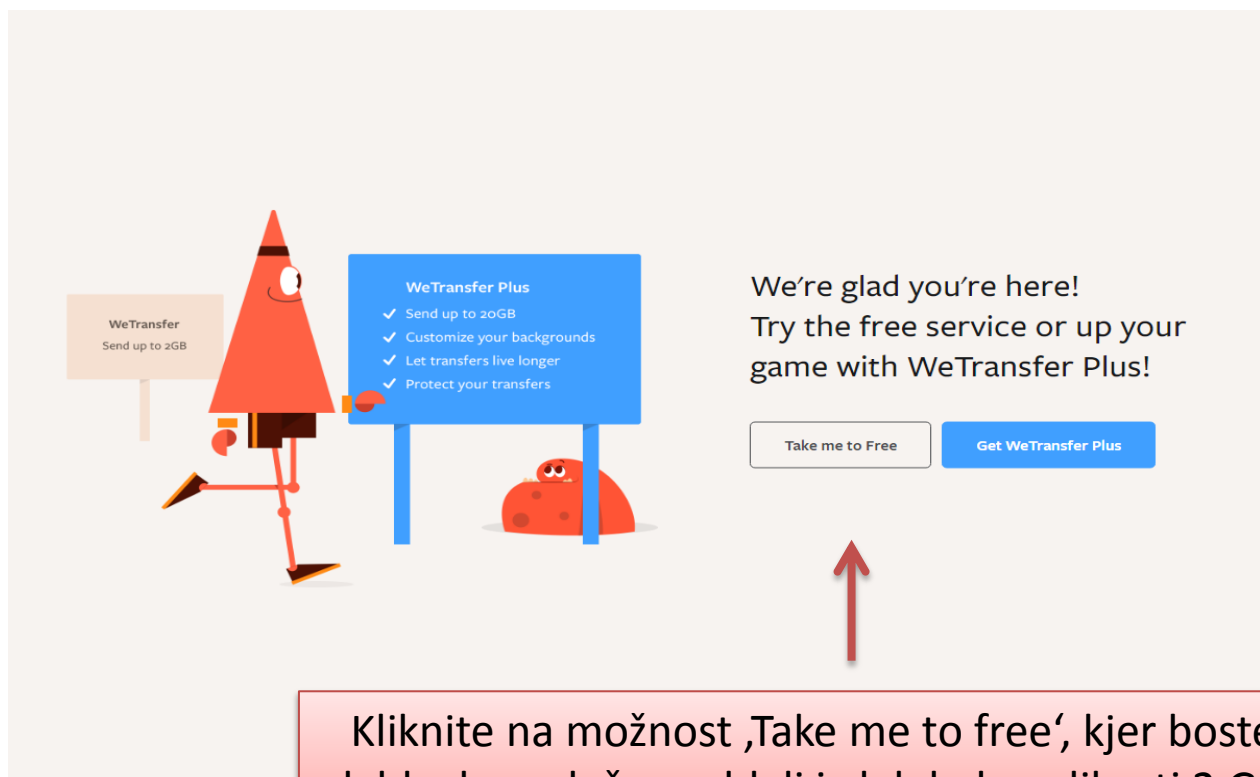 WeTransfer
Send up to 2GB
WeTransfer Plus
Send up to 20GB
Customize your backgrounds
Let transfers live longer
Protect your transfers
We're glad you're here!
Try the free service or up your
game with WeTransfer Plus!
Take me to Free
Get WeTransfer Plus
Kliknite na možnost ‚Take me to free‘, kjer boste